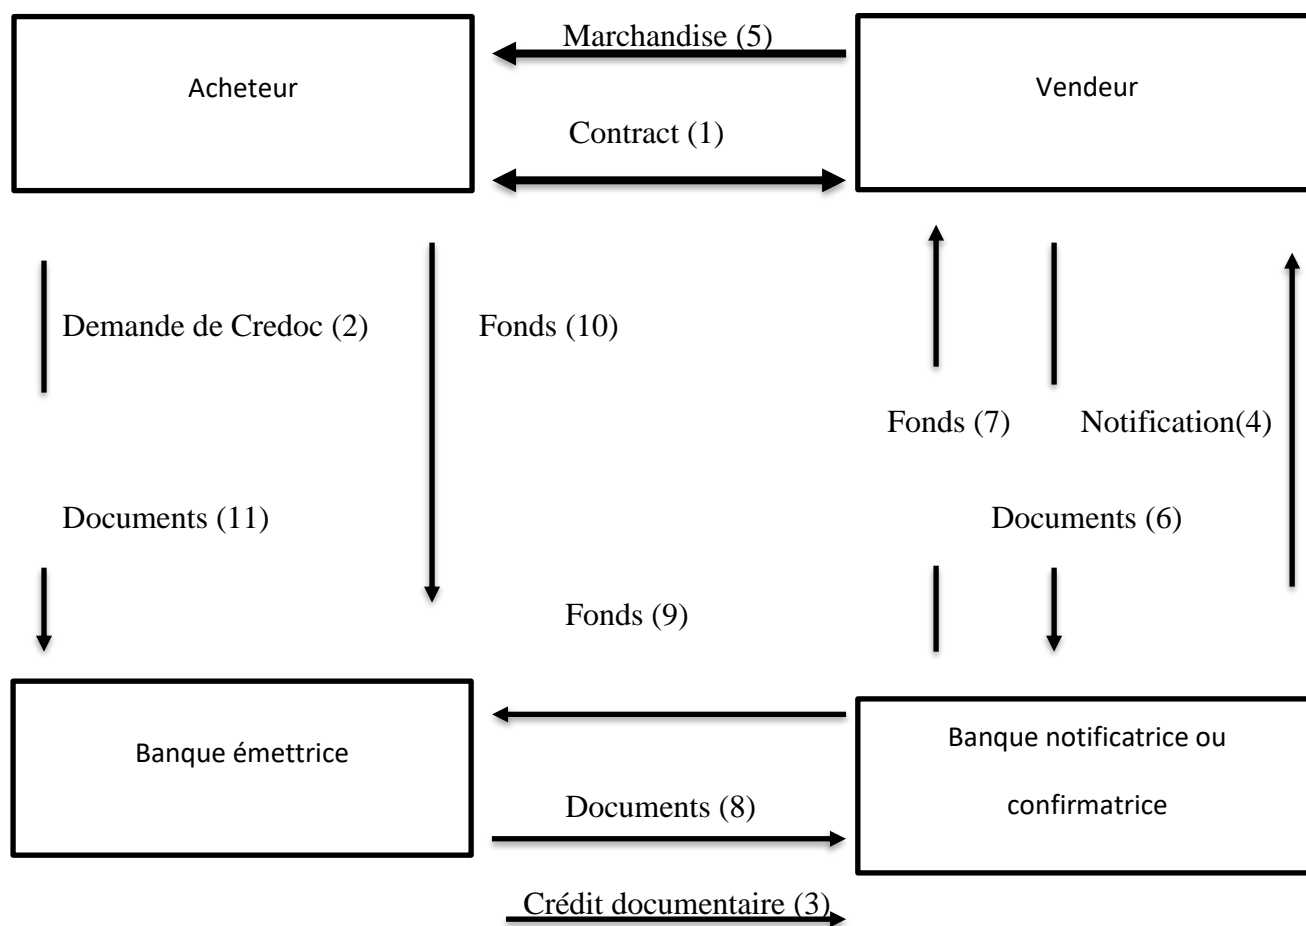 Marchandise (5)
Acheteur
Vendeur
Contract (1)
Demande de Credoc (2)
Fonds (10)
Fonds (7)
Notification(4)
Documents (11)
Documents (6)
Fonds (9)
Banque émettrice
Banque notificatrice ou
confirmatrice
Documents (8)
Crédit documentaire (3)